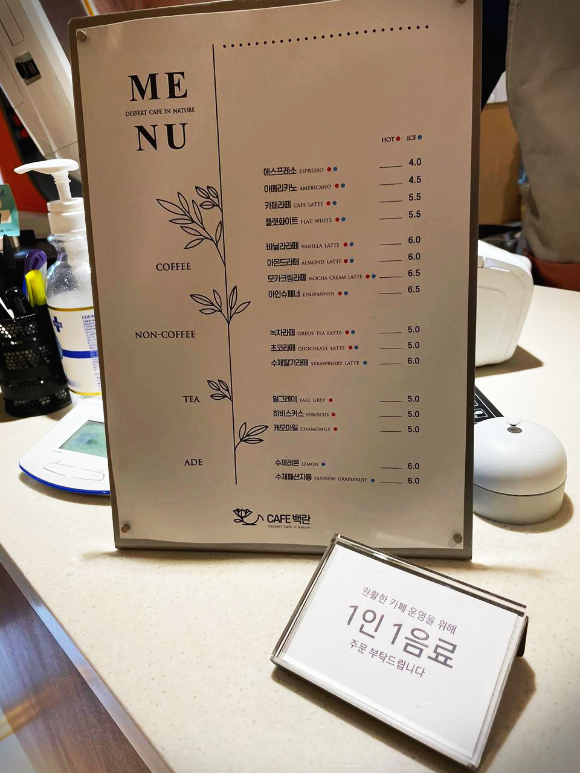 ME
DESSERT CAFE IN NATURE
NU
HOT ICE
에스프레소 ESPRESSO 4.0
아메리카노 AMERICANO 4.5
카페라떼 CAFE LATTE 5.5
플랫화이트 FLAT WHITE 5.5
바닐라라떼 VANILLA LATTE 6.0
아몬드라떼 ALMOND LATTE 6.0
COFFEE
모카크림라떼 MOCHA CREAM LATTE 6.5
아인슈페너 EINSPANNER 6.5
NON-COFFEE
녹차라떼 GREEN TEA LATTE 5.0
초코라떼 CHOCOLATE LATTE 5.0
수제딸기라떼 STRAWBERRY LATTE 6.0
TEA
얼그레이 EARL GREY 5.0
히비스커스 HIBISCUS 5.0
캐모마일 CHAMOMILE 5.0
ADE
수제레몬 LEMON 6.0
수제패션자몽 PASSION GRAPEFRUIT 6.0
CAFE 백란
Dessert Cafe in Nature
원활한 카페 운영을 위해
1인 1음료
주문 부탁드립니다